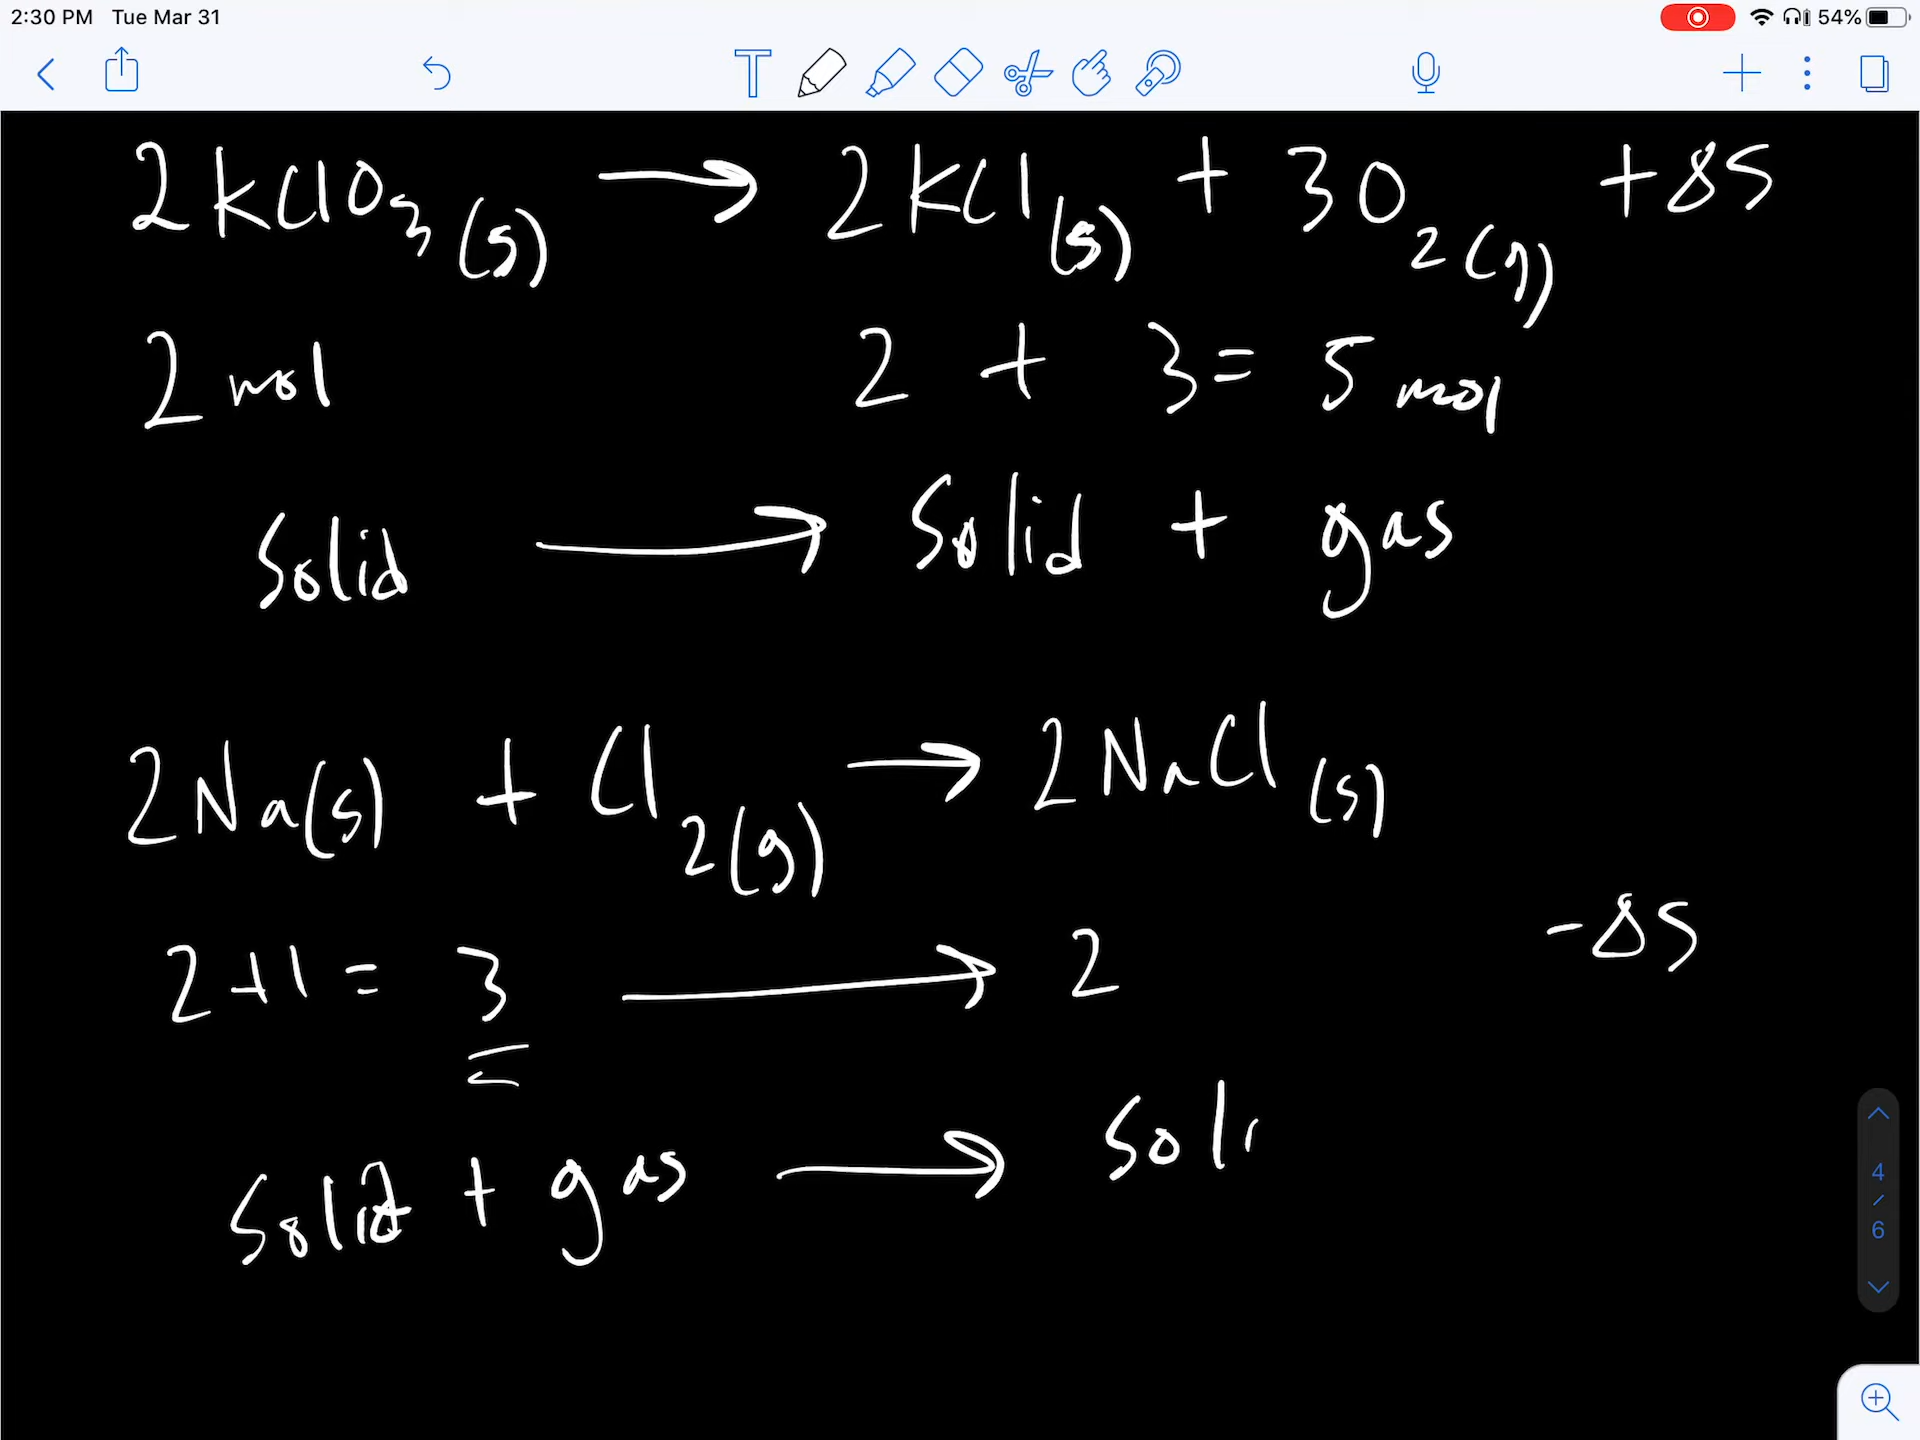 2:30 PM Tue Mar 31 54%
T
2KClO₃(s) → 2KCl(s) + 3O₂(g) +ΔS
2 mol 2 + 3 = 5 mol
Solid → Solid + gas
2Na(s) + Cl₂(g) → 2NaCl(s)
-ΔS
2+1 = 3 → 2
Solid + gas → Soli
4
/
6